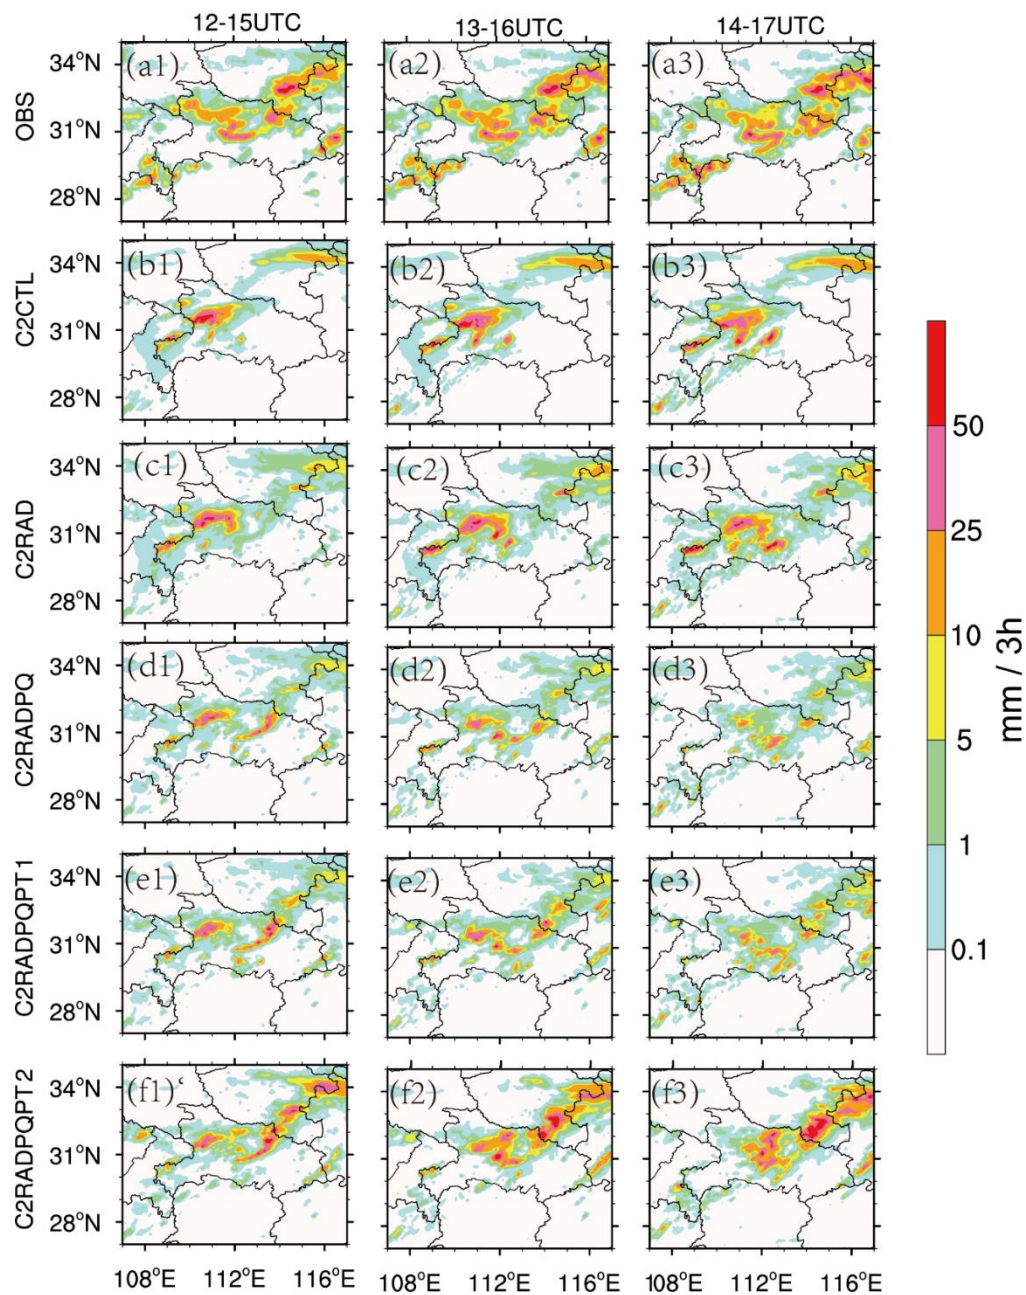 12-15UTC 13-16UTC 14-17UTC
OBS
34°N
31°N
28°N
(a1) (a2) (a3)
C2CTL
34°N
31°N
28°N
(b1) (b2) (b3)
C2RAD
34°N
31°N
28°N
(c1) (c2) (c3)
C2RADPQ
34°N
31°N
28°N
(d1) (d2) (d3)
C2RADPQPT1
34°N
31°N
28°N
(e1) (e2) (e3)
C2RADPQPT2
34°N
31°N
28°N
(f1) (f2) (f3)
108°E 112°E 116°E 108°E 112°E 116°E 108°E 112°E 116°E
50
25
10
5
1
0.1
mm / 3h